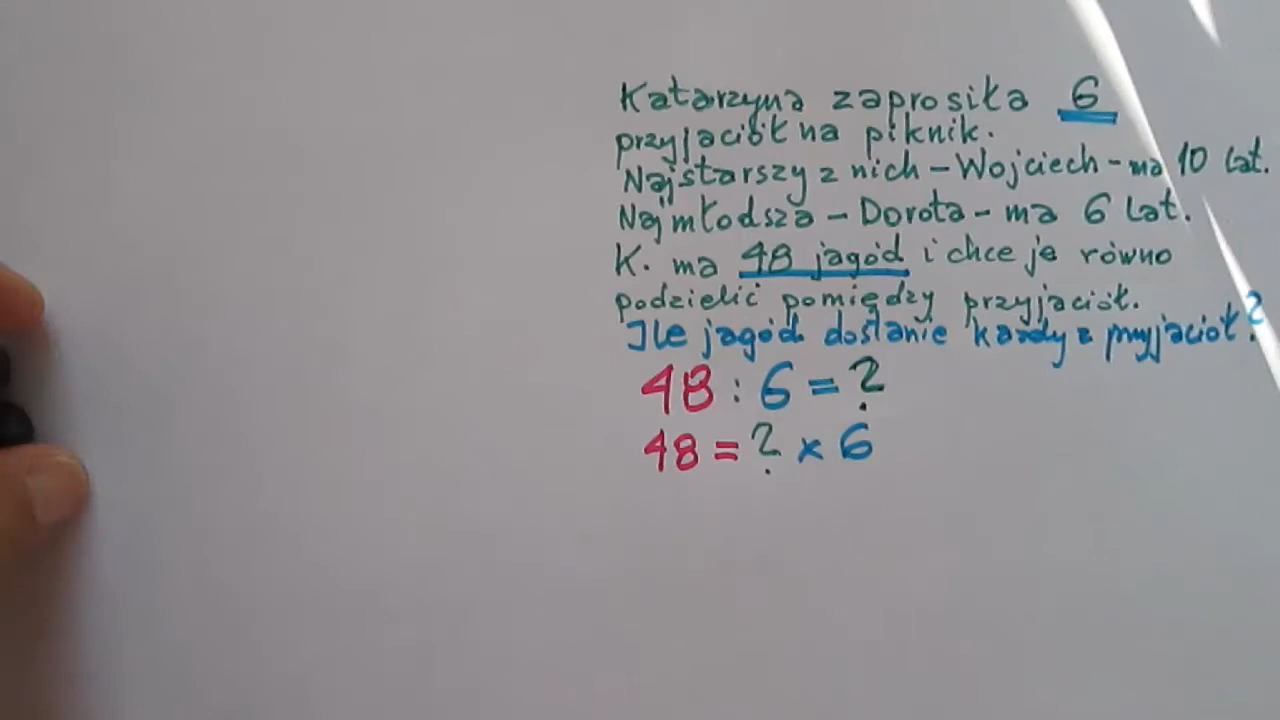 Katarzyna zaprosiła 6
przyjaciół na piknik.
Najstarszy z nich - Wojciech - ma 10 lat.
Najmłodsza - Dorota - ma 6 lat.
K. ma 48 jagód i chce je równo
podzielić pomiędzy przyjaciół.
Ile jagód dostanie każdy z przyjaciół?
48 : 6 = ?
48 = ? x 6